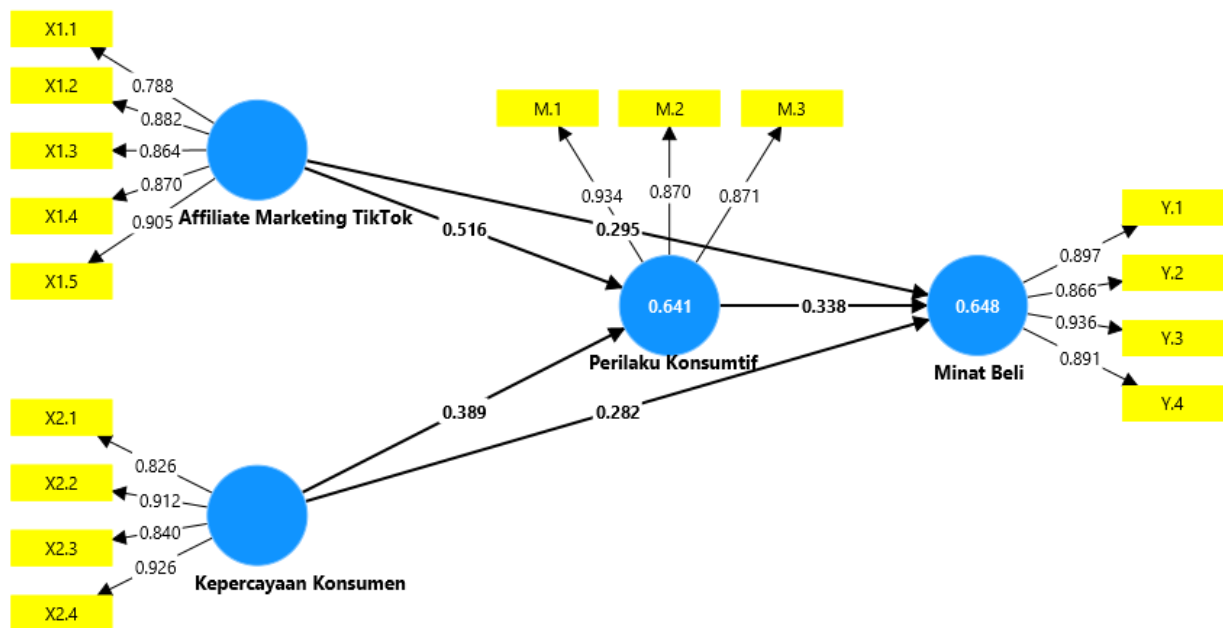 X1.1
X1.2
X1.3
X1.4
X1.5
0.788
0.882
0.864
0.870
0.905
Affiliate Marketing TikTok
M.1
M.2
M.3
0.934
0.870
0.871
0.516
0.295
0.641
Perilaku Konsumtif
0.338
0.648
Minat Beli
Y.1
Y.2
Y.3
Y.4
0.897
0.866
0.936
0.891
0.389
0.282
X2.1
X2.2
X2.3
X2.4
0.826
0.912
0.840
0.926
Kepercayaan Konsumen